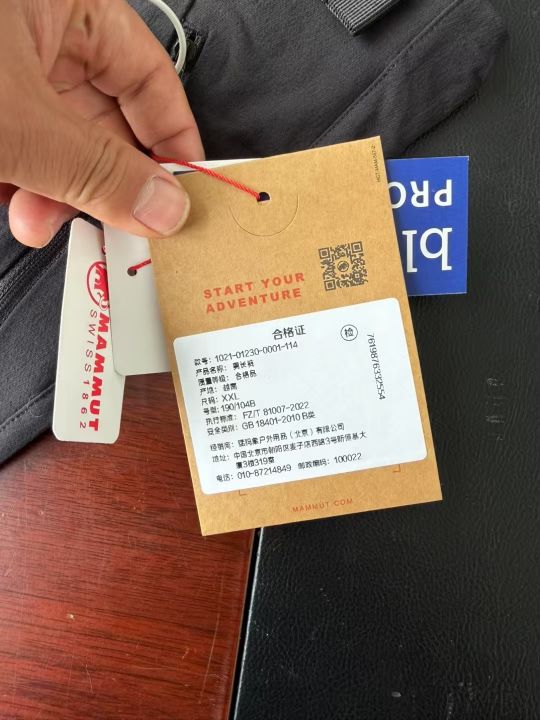 START YOUR
ADVENTURE
合格证
检
款号：1021-01230-0001-114
产品名称：男长裤
质量等级：合格品
产地：越南
尺码：XXL
号型：190/104B
执行标准：FZ/T 81007-2022
安全类别：GB 18401-2010 B类
经销商：猛犸象户外用品（北京）有限公司
地址：中国北京市朝阳区麦子店西路3号新恒基大
厦3楼319室
电话：010-87214849 邮政编码：100022
7619876332554
MAMMUT.COM
MAMMUT
SWISS 1862
bl
PRO